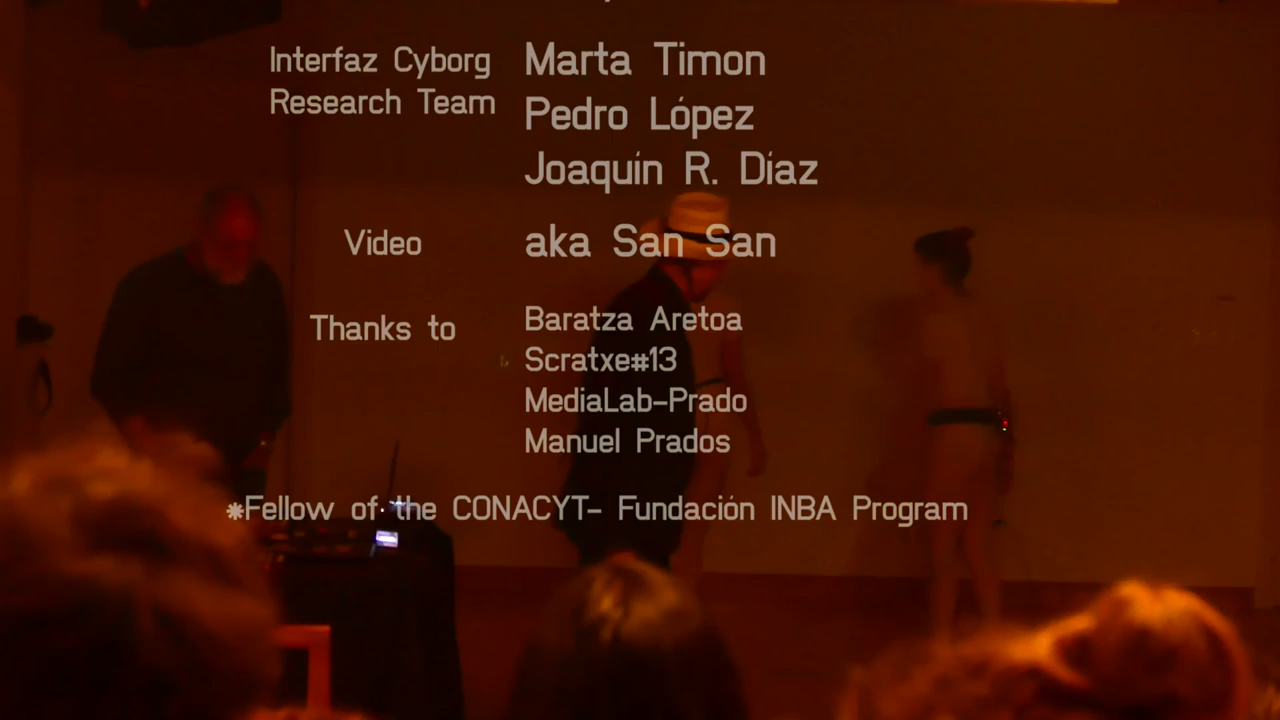 Interfaz Cyborg Marta Timon
Research Team Pedro López
Joaquín R. Díaz
Video aka San San
Thanks to Baratza Aretoa
Scratxe#13
MediaLab-Prado
Manuel Prados
*Fellow of the CONACYT- Fundación INBA Program